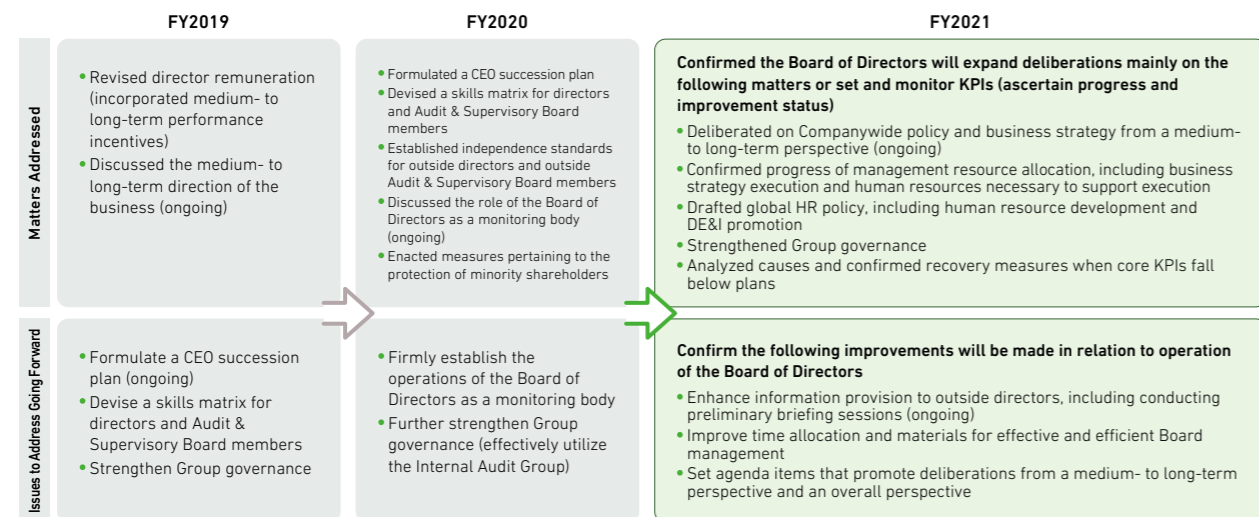 FY2019
FY2020
FY2021
Matters Addressed
• Revised director remuneration
(incorporated medium- to
long-term performance
incentives)
• Discussed the medium- to
long-term direction of the
business (ongoing)
• Formulated a CEO succession plan
• Devised a skills matrix for directors
and Audit & Supervisory Board
members
• Established independence standards
for outside directors and outside
Audit & Supervisory Board members
• Discussed the role of the Board of
Directors as a monitoring body
(ongoing)
• Enacted measures pertaining to the
protection of minority shareholders
Confirmed the Board of Directors will expand deliberations mainly on the
following matters or set and monitor KPIs (ascertain progress and
improvement status)
• Deliberated on Companywide policy and business strategy from a medium-
to long-term perspective (ongoing)
• Confirmed progress of management resource allocation, including business
strategy execution and human resources necessary to support execution
• Drafted global HR policy, including human resource development and
DE&I promotion
• Strengthened Group governance
• Analyzed causes and confirmed recovery measures when core KPIs fall
below plans
Issues to Address Going Forward
• Formulate a CEO succession
plan (ongoing)
• Devise a skills matrix for
directors and Audit &
Supervisory Board members
• Strengthen Group governance
• Firmly establish the
operations of the Board of
Directors as a monitoring body
• Further strengthen Group
governance (effectively utilize
the Internal Audit Group)
Confirm the following improvements will be made in relation to operation
of the Board of Directors
• Enhance information provision to outside directors, including conducting
preliminary briefing sessions (ongoing)
• Improve time allocation and materials for effective and efficient Board
management
• Set agenda items that promote deliberations from a medium- to long-term
perspective and an overall perspective